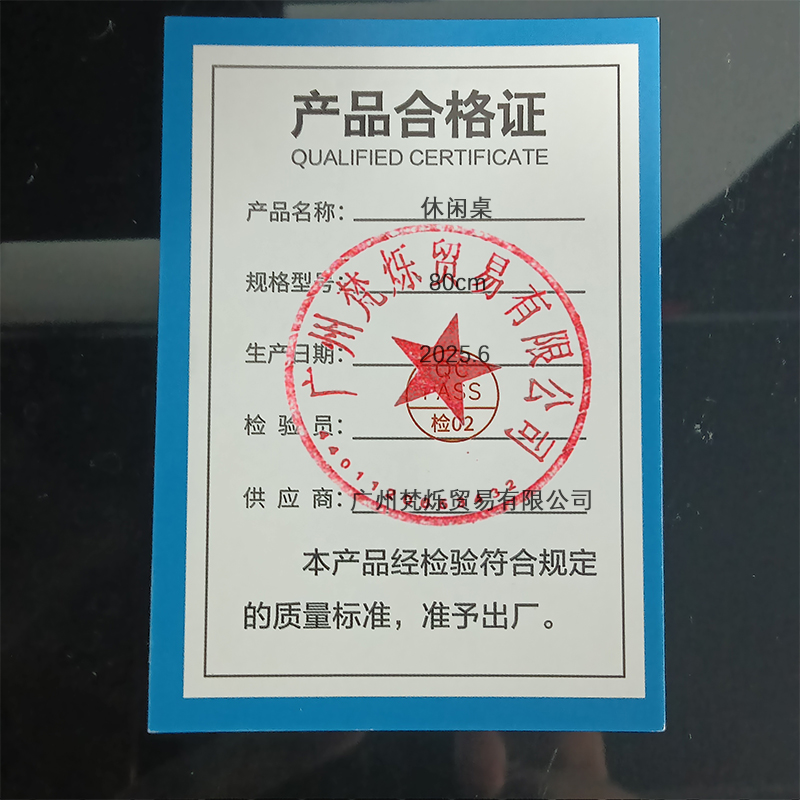 产品合格证
QUALIFIED CERTIFICATE
产品名称：休闲桌
规格型号：80cm
生产日期：2025.6
QC
PASS
检02
检 验 员：
供 应 商：广州梵烁贸易有限公司
广州梵烁贸易有限公司
本产品经检验符合规定
的质量标准，准予出厂。